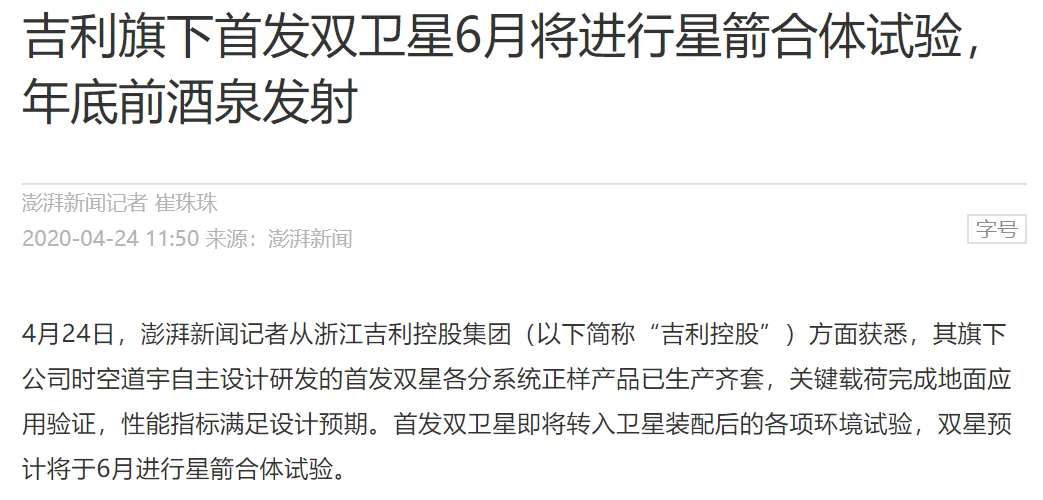 吉利旗下首发双卫星6月将进行星箭合体试验，
年底前酒泉发射
澎湃新闻记者 崔珠珠
2020-04-24 11:50 来源：澎湃新闻
字号
4月24日，澎湃新闻记者从浙江吉利控股集团（以下简称“吉利控股”）方面获悉，其旗下
公司时空道宇自主设计研发的首发双星各分系统正样产品已生产齐套，关键载荷完成地面应
用验证，性能指标满足设计预期。首发双卫星即将转入卫星装配后的各项环境试验，双星预
计将于6月进行星箭合体试验。